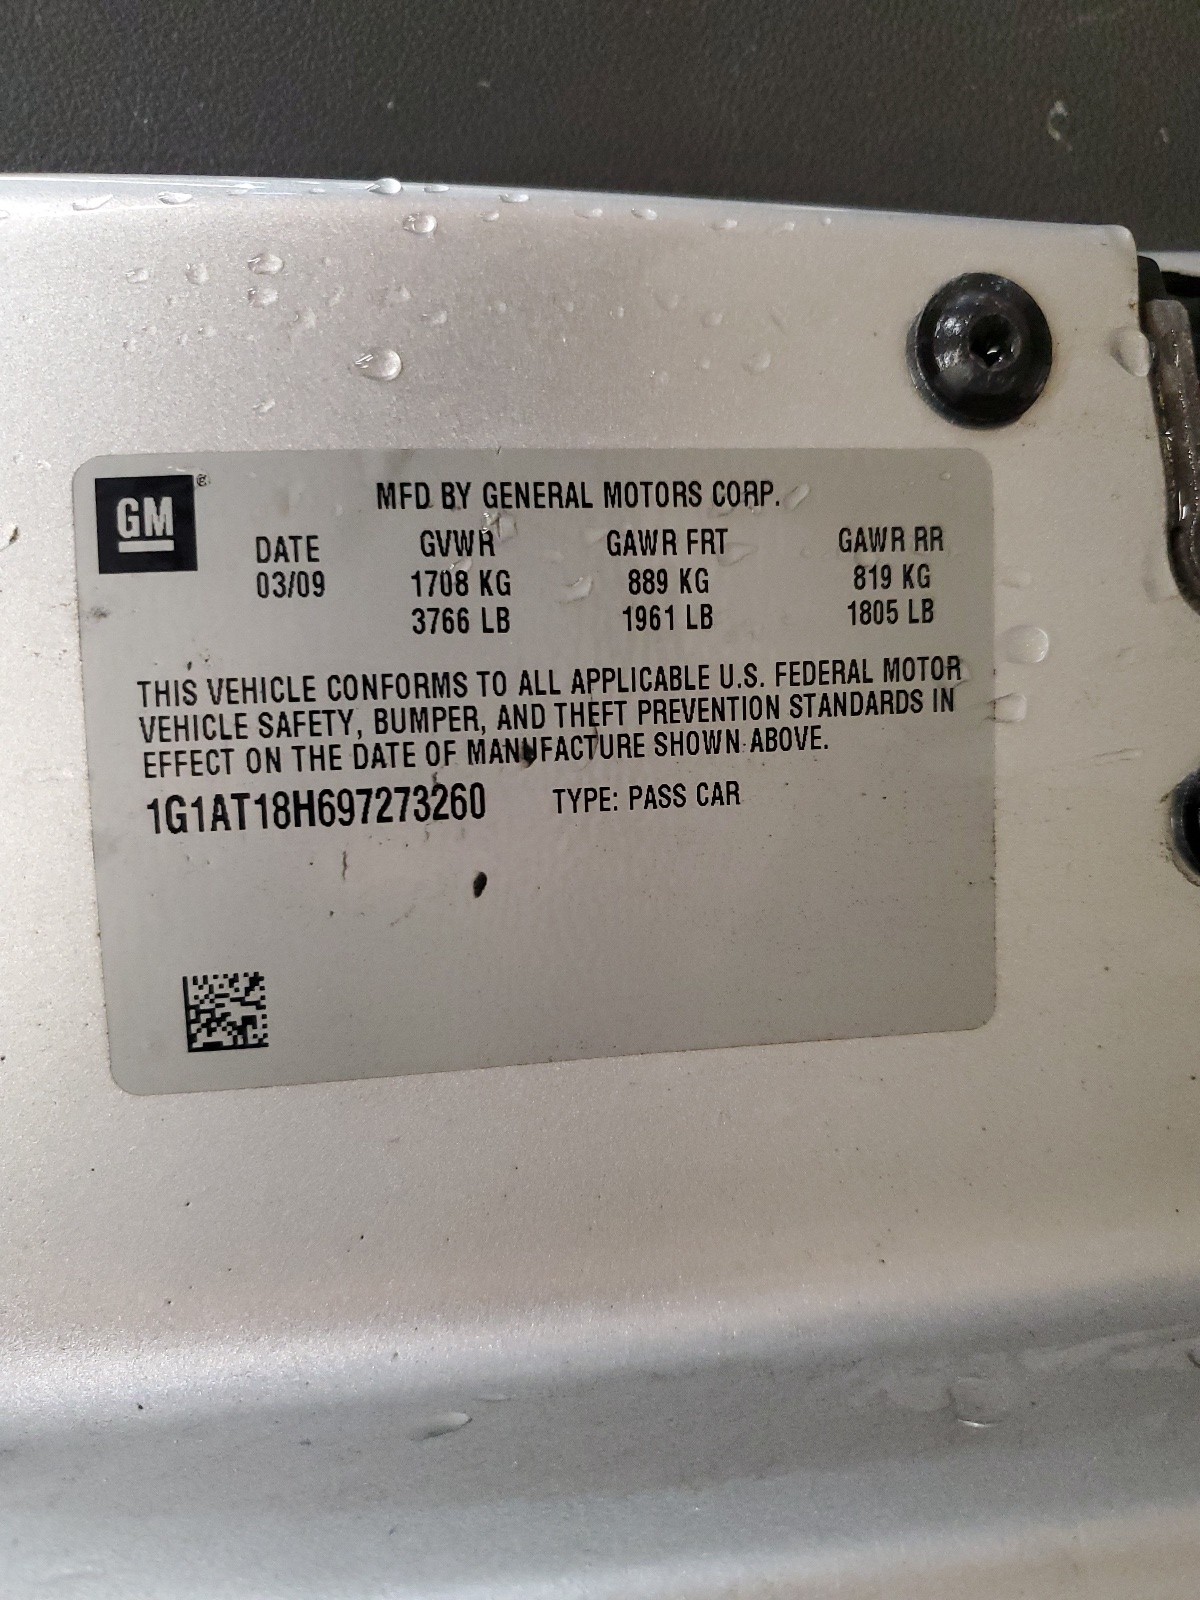 GM ®
MFD BY GENERAL MOTORS CORP.
DATE GVWR GAWR FRT GAWR RR
03/09 1708 KG 889 KG 819 KG
3766 LB 1961 LB 1805 LB
THIS VEHICLE CONFORMS TO ALL APPLICABLE U.S. FEDERAL MOTOR
VEHICLE SAFETY, BUMPER, AND THEFT PREVENTION STANDARDS IN
EFFECT ON THE DATE OF MANUFACTURE SHOWN ABOVE.
1G1AT18H697273260 TYPE: PASS CAR